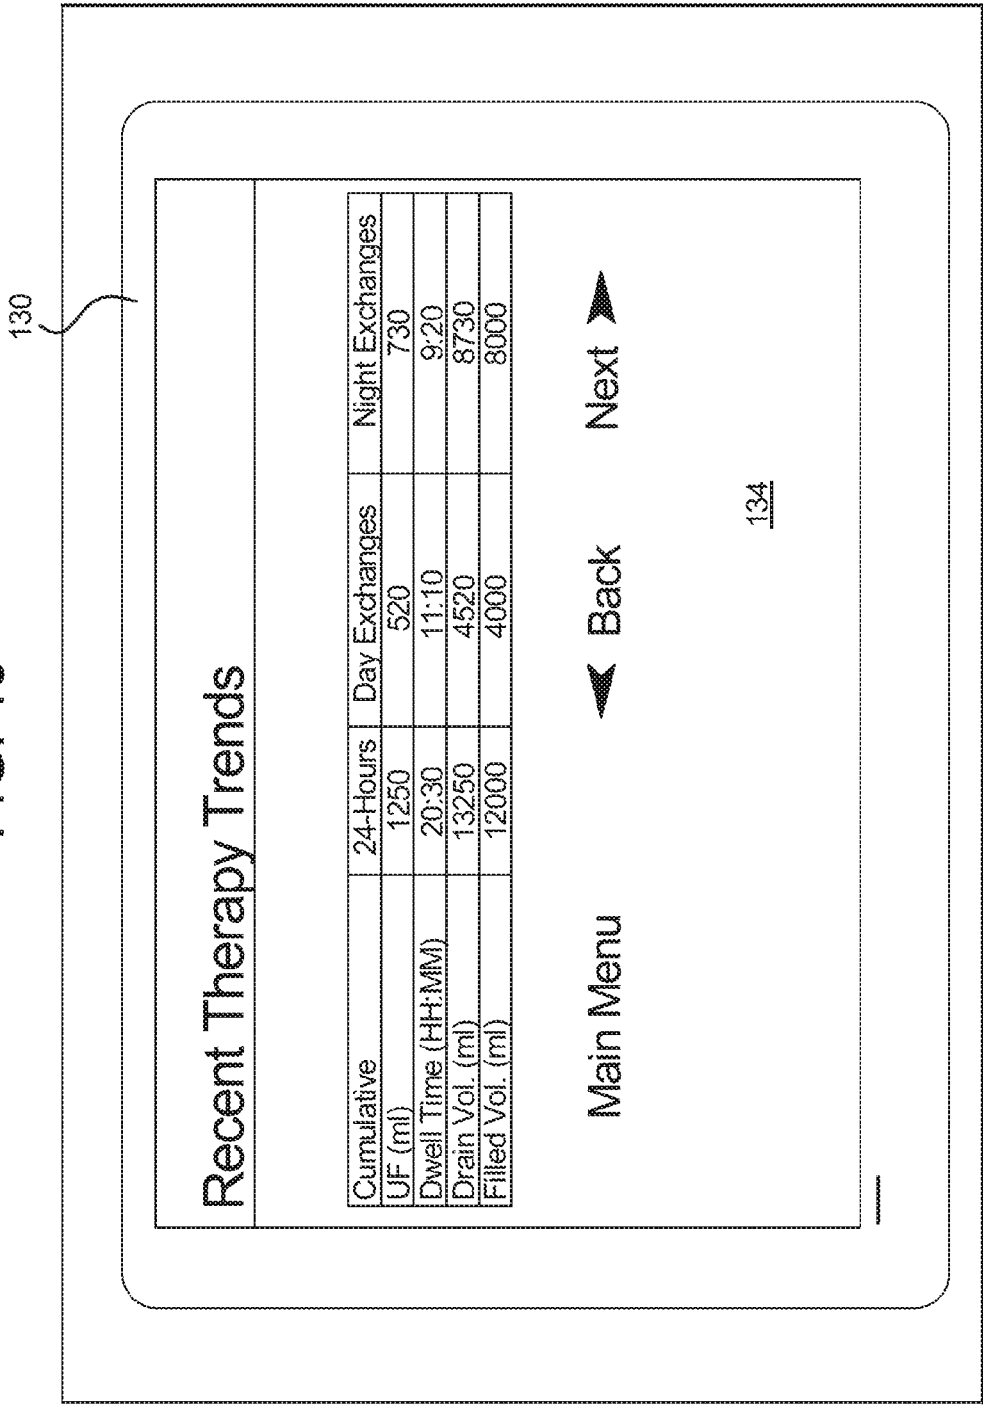 130
Recent Therapy Trends
Cumulative 24-Hours Day Exchanges Night Exchanges
UF (ml) 1250 520 730
Dwell Time (HH:MM) 20:30 11:10 9:20
Drain Vol. (ml) 13250 4520 8730
Filled Vol. (ml) 12000 4000 8000
Main Menu Back Next
134